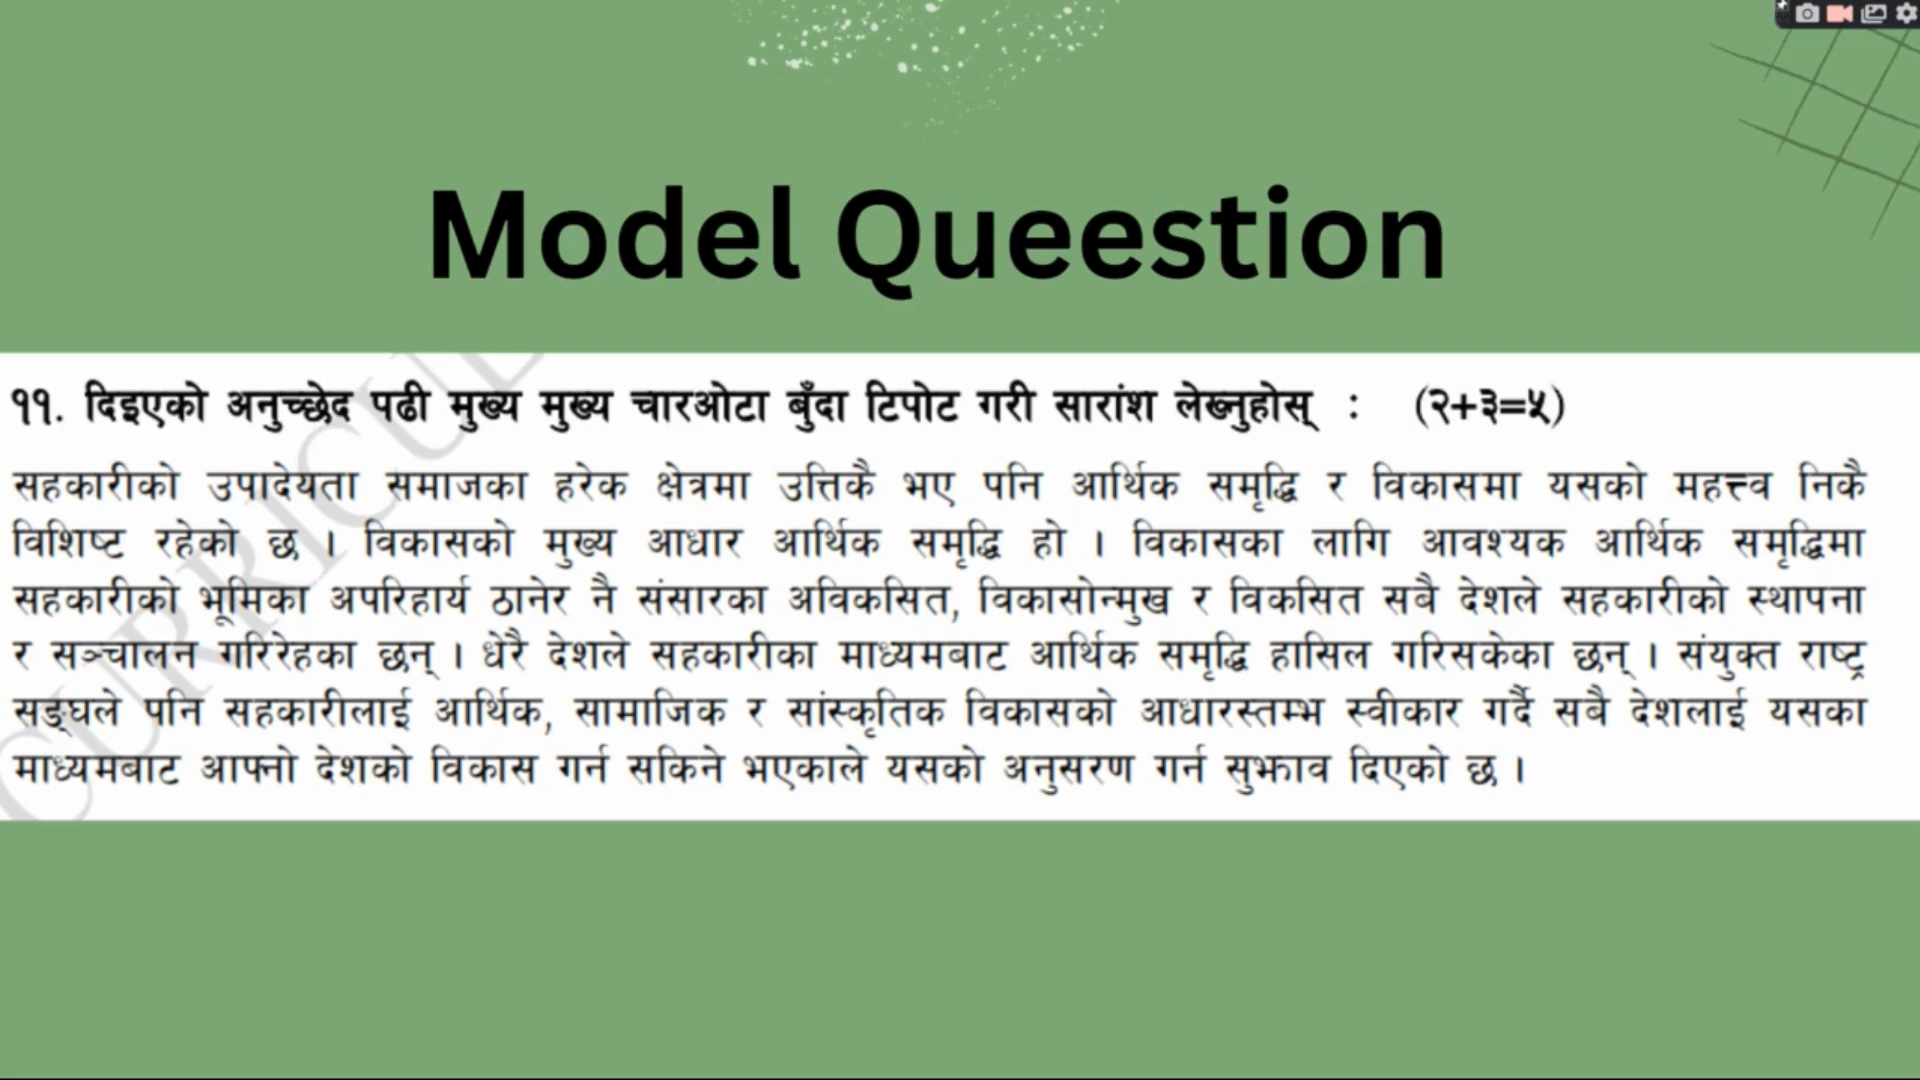 Model Queestion
११. दिइएको अनुच्छेद पढी मुख्य मुख्य चारओटा बुँदा टिपोट गरी सारांश लेख्नुहोस् : (२+३=५)
सहकारीको उपादेयता समाजका हरेक क्षेत्रमा उत्तिकै भए पनि आर्थिक समृद्धि र विकासमा यसको महत्त्व निकै
विशिष्ट रहेको छ । विकासको मुख्य आधार आर्थिक समृद्धि हो । विकासका लागि आवश्यक आर्थिक समृद्धिमा
सहकारीको भूमिका अपरिहार्य ठानेर नै संसारका अविकसित, विकासोन्मुख र विकसित सबै देशले सहकारीको स्थापना
र सञ्चालन गरिरेहका छन् । धेरै देशले सहकारीका माध्यमबाट आर्थिक समृद्धि हासिल गरिसकेका छन् । संयुक्त राष्ट्र
सङ्घले पनि सहकारीलाई आर्थिक, सामाजिक र सांस्कृतिक विकासको आधारस्तम्भ स्वीकार गर्दै सबै देशलाई यसका
माध्यमबाट आफ्नो देशको विकास गर्न सकिने भएकाले यसको अनुसरण गर्न सुझाव दिएको छ ।
CURRICUL